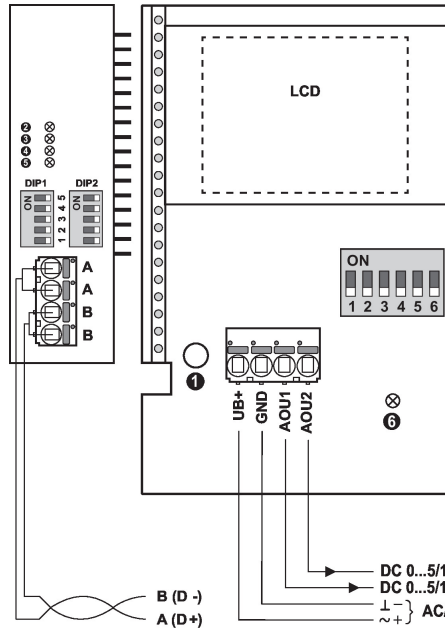 LCD
❷
❸
❹
❺
DIP1 DIP2
ON
5
4
3
2
1
A
A
B
B
ON
1 2 3 4 5 6
❶
UB+
GND
AOU1
AOU2
❻
DC 0...5/1
DC 0...5/1
B (D -)
⊥ −
AC/
A (D+)
~ +